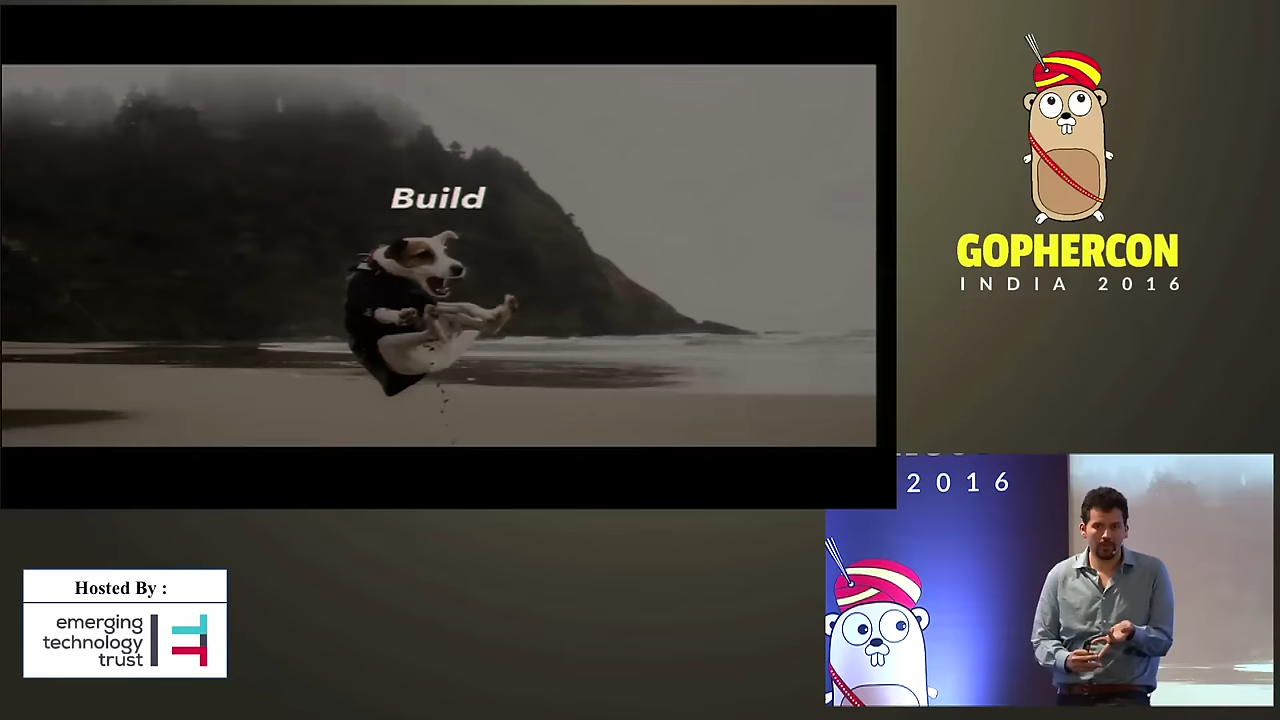 Build
GOPHERCON
INDIA 2016
2016
Hosted By :
emerging
technology
trust